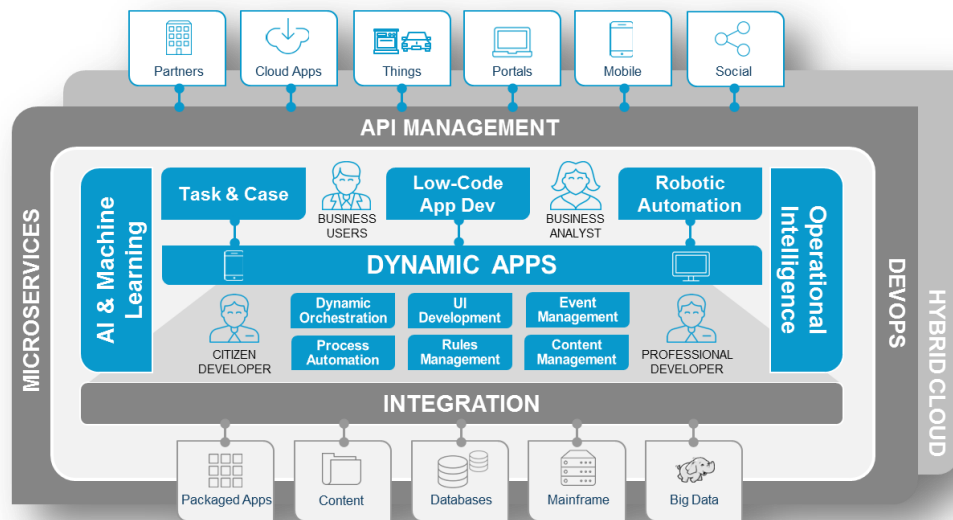 Partners
Cloud Apps
Things
Portals
Mobile
Social
API MANAGEMENT
MICROSERVICES
DEVOPS
HYBRID CLOUD
AI & Machine
Learning
Operational
Intelligence
Task & Case
BUSINESS
USERS
Low-Code
App Dev
BUSINESS
ANALYST
Robotic
Automation
DYNAMIC APPS
CITIZEN
DEVELOPER
Dynamic
Orchestration
UI
Development
Event
Management
Process
Automation
Rules
Management
Content
Management
PROFESSIONAL
DEVELOPER
INTEGRATION
Packaged Apps
Content
Databases
Mainframe
Big Data